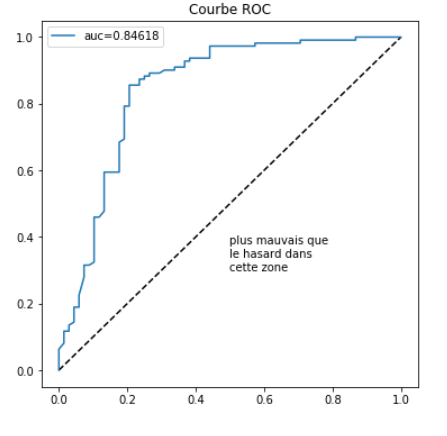 Courbe ROC
auc=0.84618
1.0
0.8
0.6
0.4
0.2
0.0
plus mauvais que
le hasard dans
cette zone
0.0 0.2 0.4 0.6 0.8 1.0